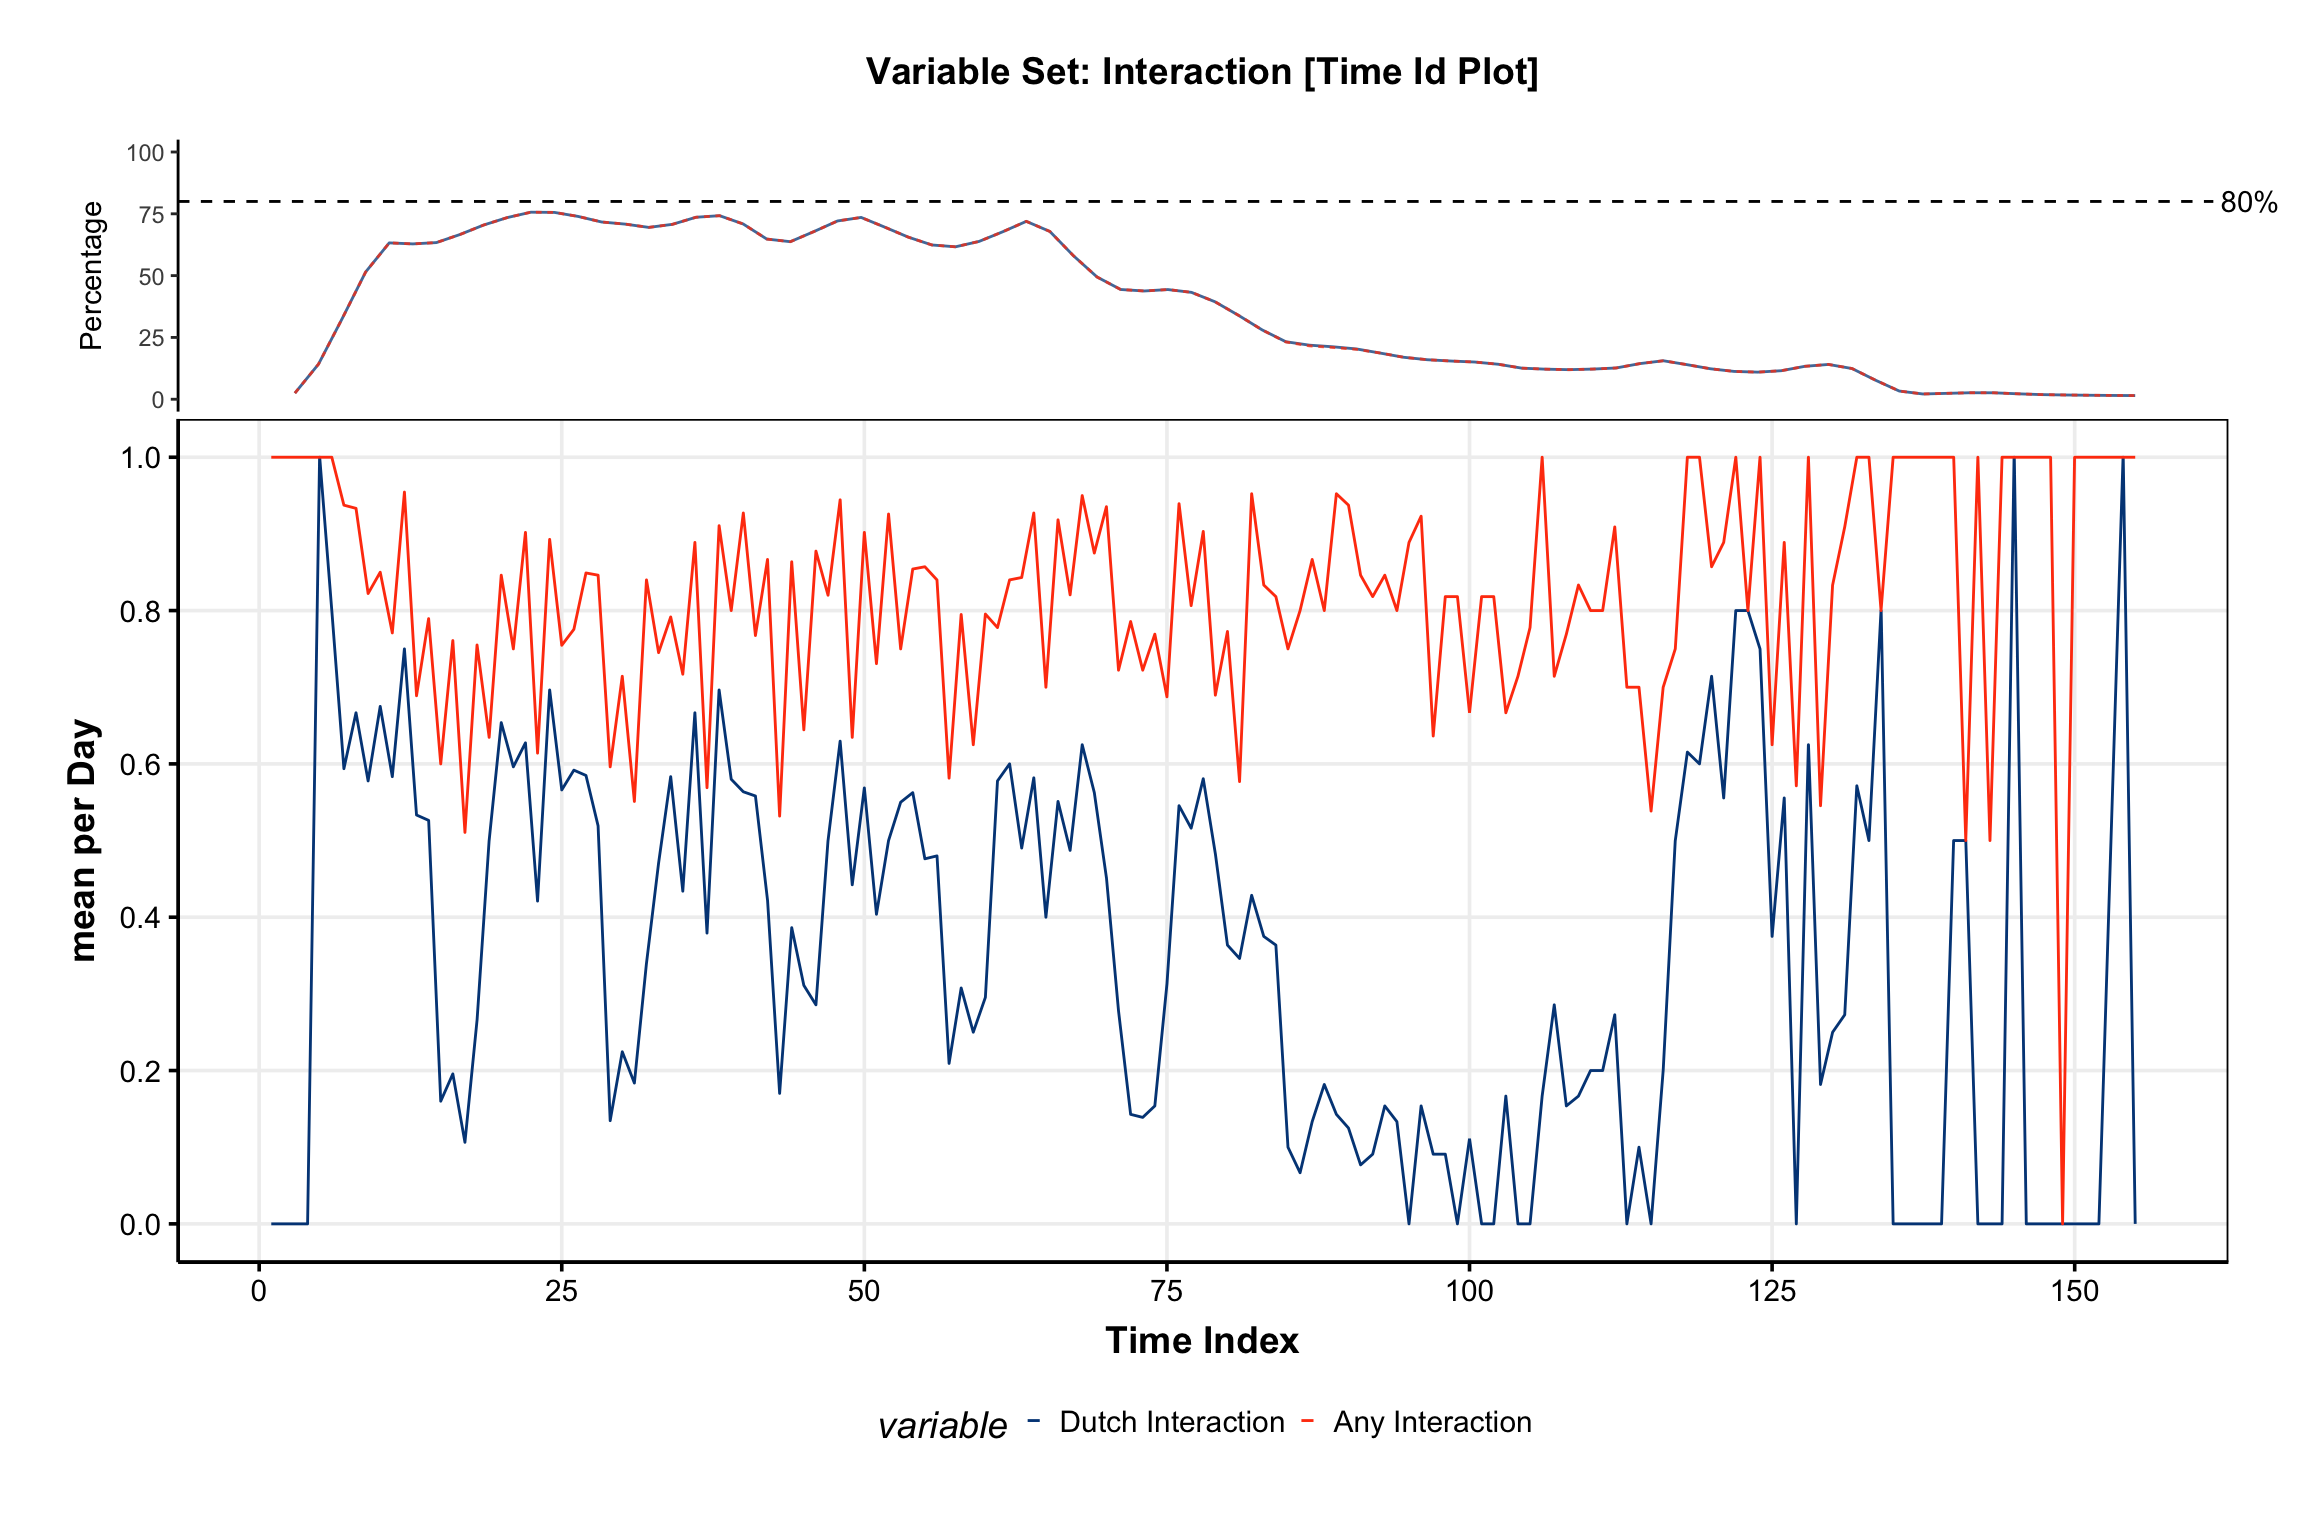 Variable Set: Interaction [Time Id Plot]
100
75
50
25
0
Percentage
80%
1.0
0.8
0.6
0.4
0.2
0.0
mean per Day
0 25 50 75 100 125 150
Time Index
variable Dutch Interaction Any Interaction